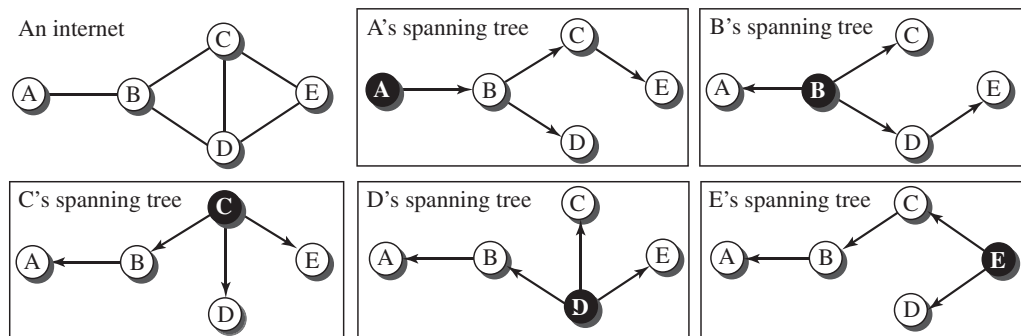 An internet
A
B
C
D
E
A's spanning tree
A
B
C
D
E
B's spanning tree
A
B
C
D
E
C's spanning tree
A
B
C
D
E
D's spanning tree
A
B
C
D
E
E's spanning tree
A
B
C
D
E